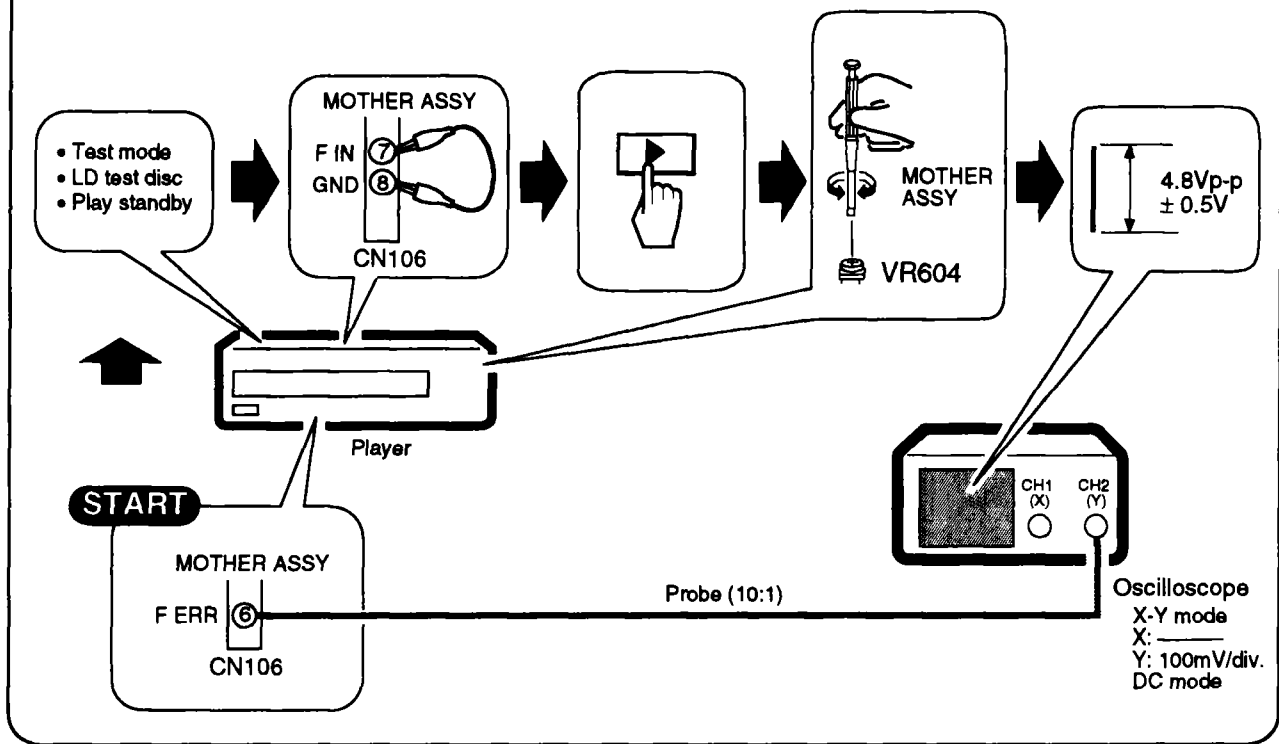 • Test mode
• LD test disc
• Play standby
MOTHER ASSY
F IN ⑦
GND ⑧
CN106
MOTHER
ASSY
VR604
4.8Vp-p
± 0.5V
Player
START
MOTHER ASSY
F ERR ⑥
CN106
Probe (10:1)
CH1
(X)
CH2
(Y)
Oscilloscope
X-Y mode
X: ———
Y: 100mV/div.
DC mode